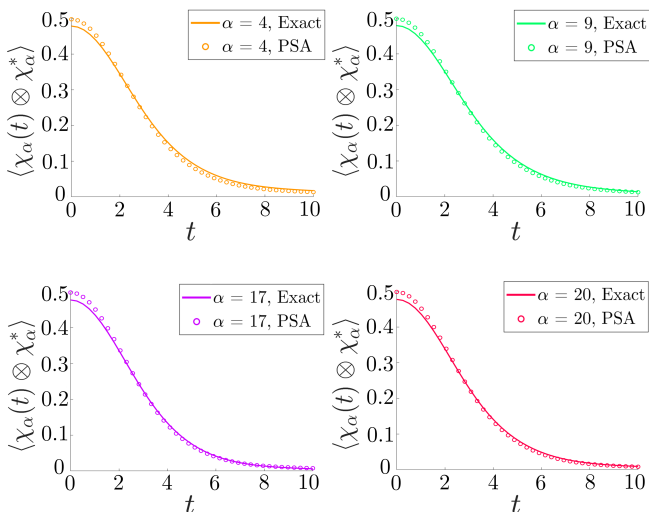 ⟨χα(t) ⊗ χ*α⟩
0.5
0.4
0.3
0.2
0.1
0
0 2 4 6 8 10
t
α = 4, Exact
α = 4, PSA
⟨χα(t) ⊗ χ*α⟩
0.5
0.4
0.3
0.2
0.1
0
0 2 4 6 8 10
t
α = 9, Exact
α = 9, PSA
⟨χα(t) ⊗ χ*α⟩
0.5
0.4
0.3
0.2
0.1
0
0 2 4 6 8 10
t
α = 17, Exact
α = 17, PSA
⟨χα(t) ⊗ χ*α⟩
0.5
0.4
0.3
0.2
0.1
0
0 2 4 6 8 10
t
α = 20, Exact
α = 20, PSA